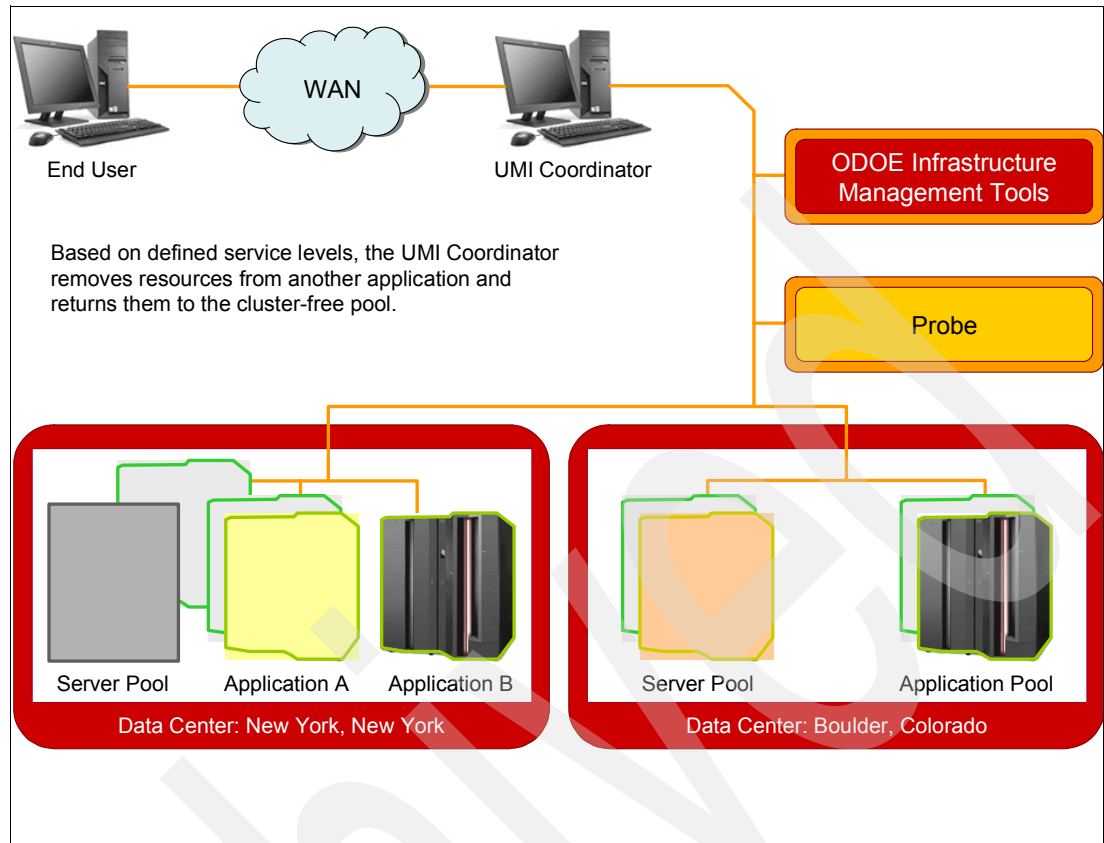 WAN
End User
UMI Coordinator
ODOE Infrastructure
Management Tools
Based on defined service levels, the UMI Coordinator
removes resources from another application and
returns them to the cluster-free pool.
Probe
Server Pool
Application A
Application B
Server Pool
Application Pool
Data Center: New York, New York
Data Center: Boulder, Colorado